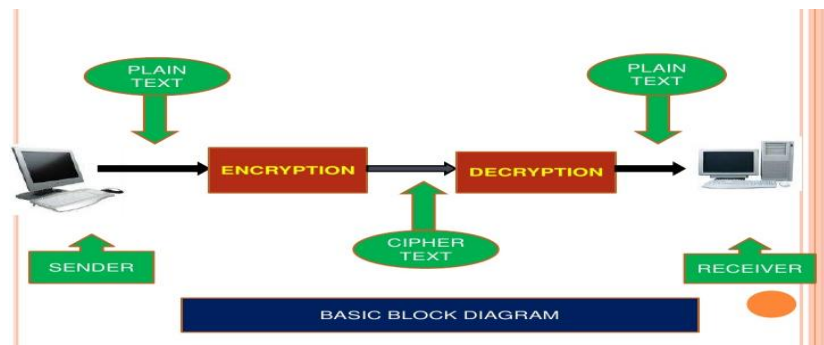 PLAIN
TEXT
PLAIN
TEXT
ENCRYPTION
DECRYPTION
CIPHER
TEXT
SENDER
RECEIVER
BASIC BLOCK DIAGRAM